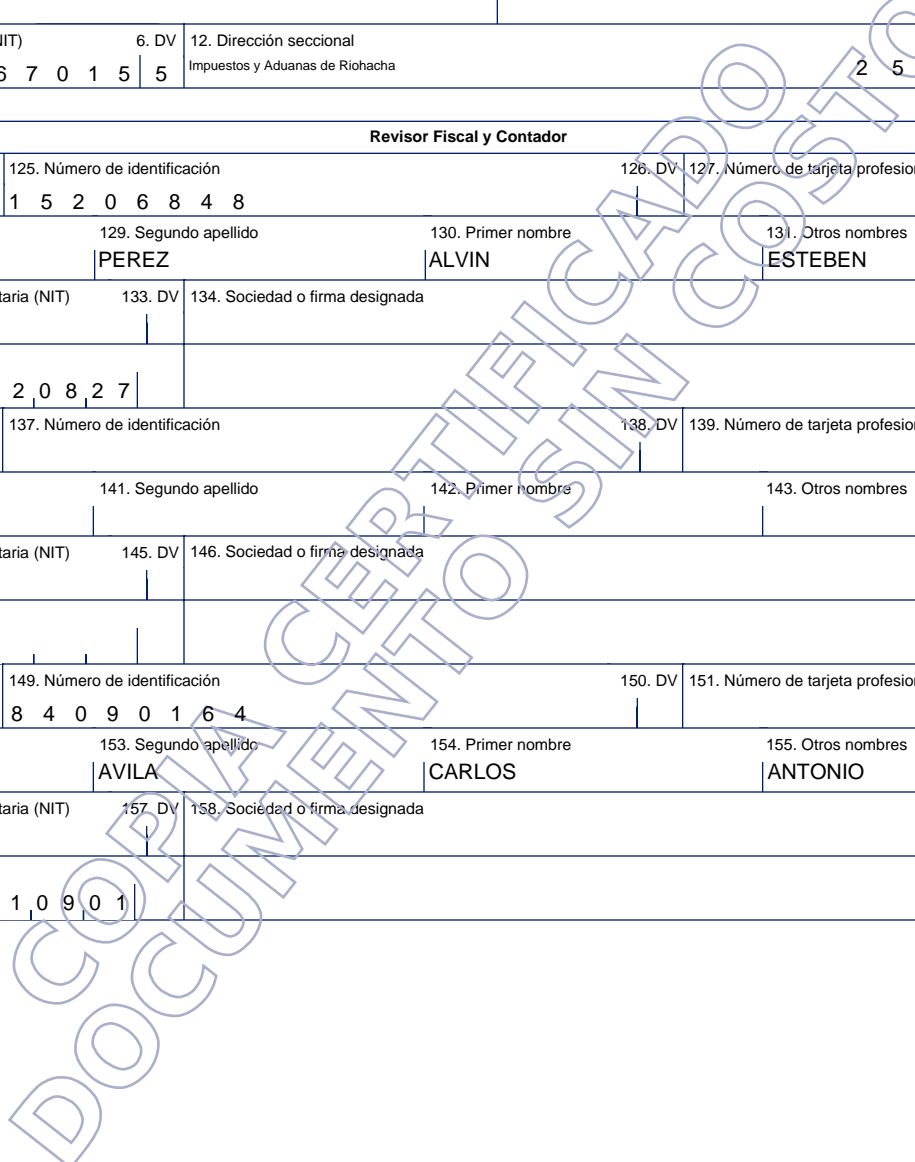 NIT) 6. DV 12. Dirección seccional
6 7 0 1 5 5 Impuestos y Aduanas de Riohacha 2 5
Revisor Fiscal y Contador
125. Número de identificación 126. DV 127. Número de tarjeta profesion
1 5 2 0 6 8 4 8
129. Segundo apellido 130. Primer nombre 131. Otros nombres
PEREZ ALVIN ESTEBEN
taria (NIT) 133. DV 134. Sociedad o firma designada
2 0 8 2 7
137. Número de identificación 138. DV 139. Número de tarjeta profesion
141. Segundo apellido 142. Primer nombre 143. Otros nombres
taria (NIT) 145. DV 146. Sociedad o firma designada
149. Número de identificación 150. DV 151. Número de tarjeta profesion
8 4 0 9 0 1 6 4
153. Segundo apellido 154. Primer nombre 155. Otros nombres
AVILA CARLOS ANTONIO
taria (NIT) 157. DV 158. Sociedad o firma designada
1 0 9 0 1
COPIA CERTIFICADO
DOCUMENTO SIN COSTO